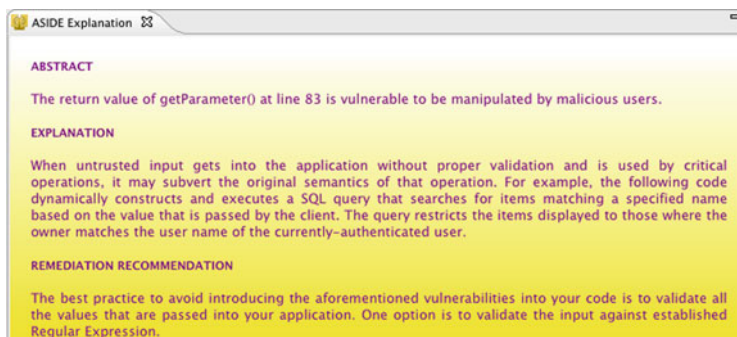 ASIDE Explanation
ABSTRACT
The return value of getParameter() at line 83 is vulnerable to be manipulated by malicious users.
EXPLANATION
When untrusted input gets into the application without proper validation and is used by critical
operations, it may subvert the original semantics of that operation. For example, the following code
dynamically constructs and executes a SQL query that searches for items matching a specified name
based on the value that is passed by the client. The query restricts the items displayed to those where the
owner matches the user name of the currently-authenticated user.
REMEDIATION RECOMMENDATION
The best practice to avoid introducing the aforementioned vulnerabilities into your code is to validate all
the values that are passed into your application. One option is to validate the input against established
Regular Expression.